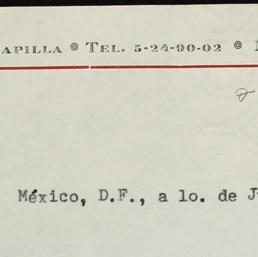 APILLA ® TEL. 5-24-90-02 ®
México, D.F., a lo. de J